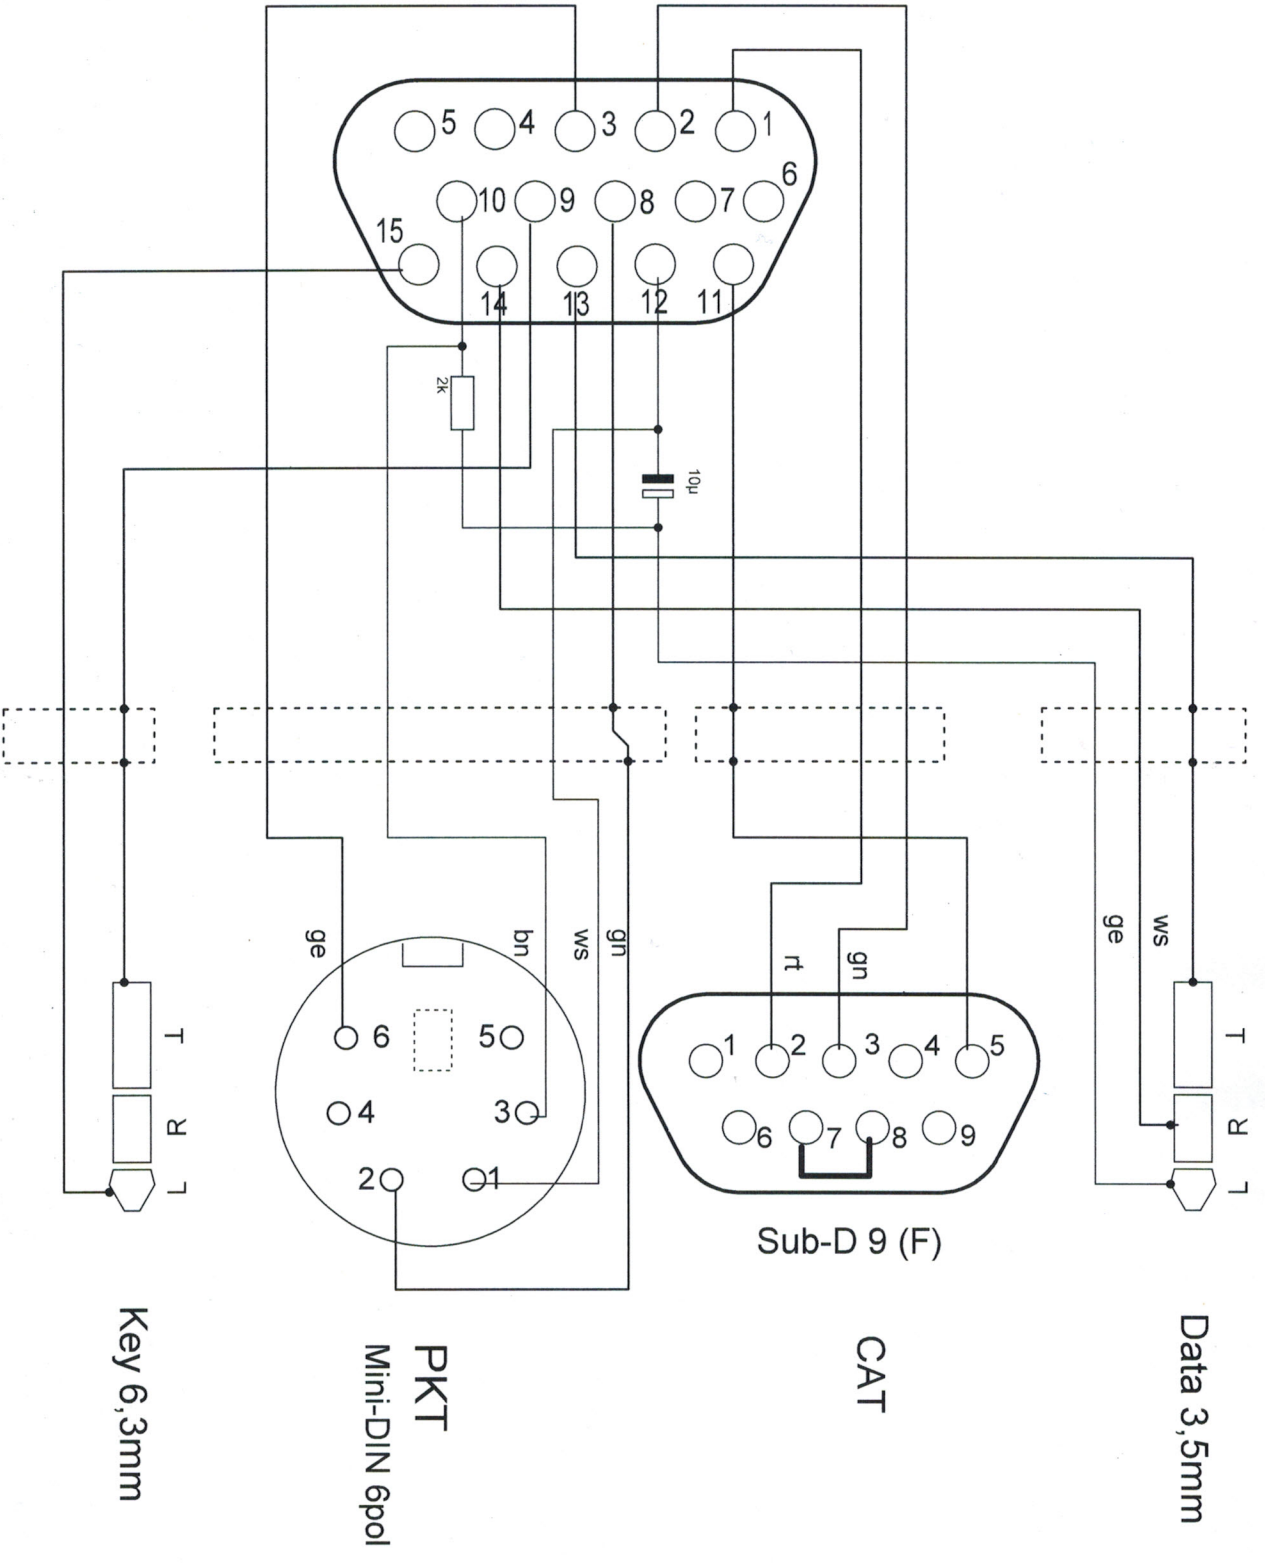 5 4 3 2 1
10 9 8 7 6
15 14 13 12 11
2k
10µ
ge
bn
ws
gn
rt
gn
ge
ws
1 2 3 4 5
6 7 8 9
Sub-D 9 (F)
6 5
4 3
2 1
T
R
L
T
R
L
Key 6,3mm
PKT
Mini-DIN 6pol
CAT
Data 3,5mm